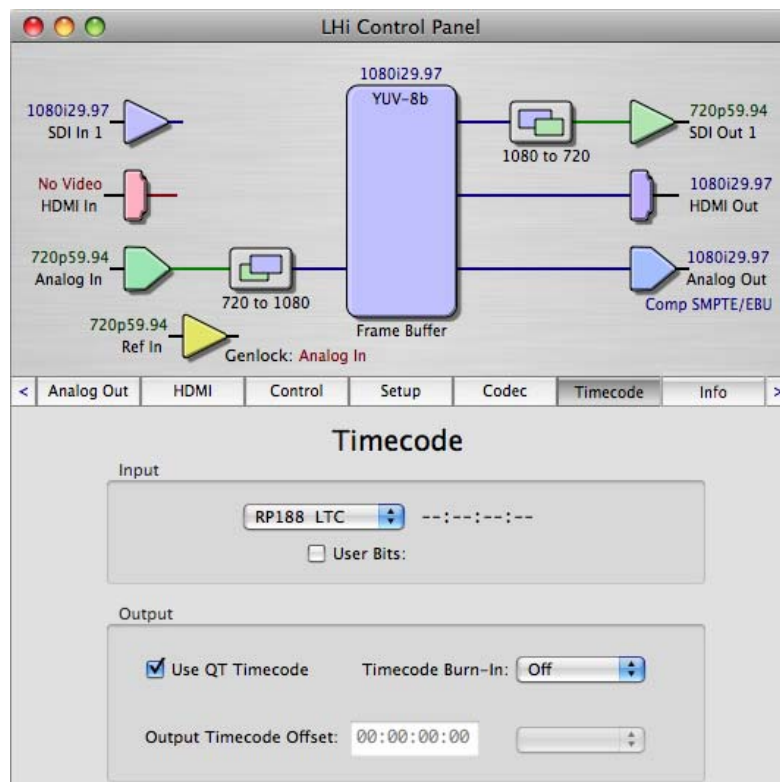 LHi Control Panel
1080i29.97
YUV-8b
1080i29.97
SDI In 1
720p59.94
SDI Out 1
1080 to 720
No Video
HDMI In
1080i29.97
HDMI Out
720p59.94
Analog In
720 to 1080
1080i29.97
Analog Out
Comp SMPTE/EBU
720p59.94
Ref In
Frame Buffer
Genlock: Analog In
< Analog Out HDMI Control Setup Codec Timecode Info >
Timecode
Input
RP188 LTC --:--:--:--
User Bits:
Output
Use QT Timecode Timecode Burn-In: Off
Output Timecode Offset: 00:00:00:00